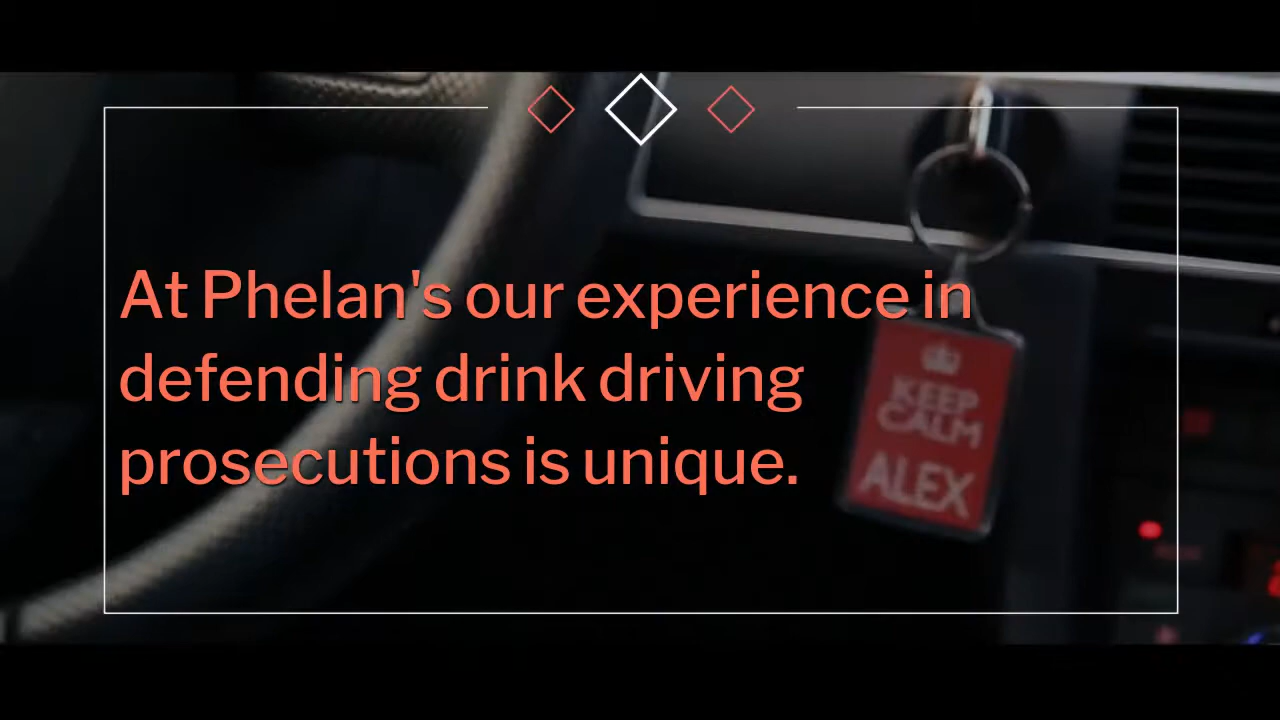 At Phelan's our experience in
defending drink driving
prosecutions is unique.
KEEP
CALM
ALEX